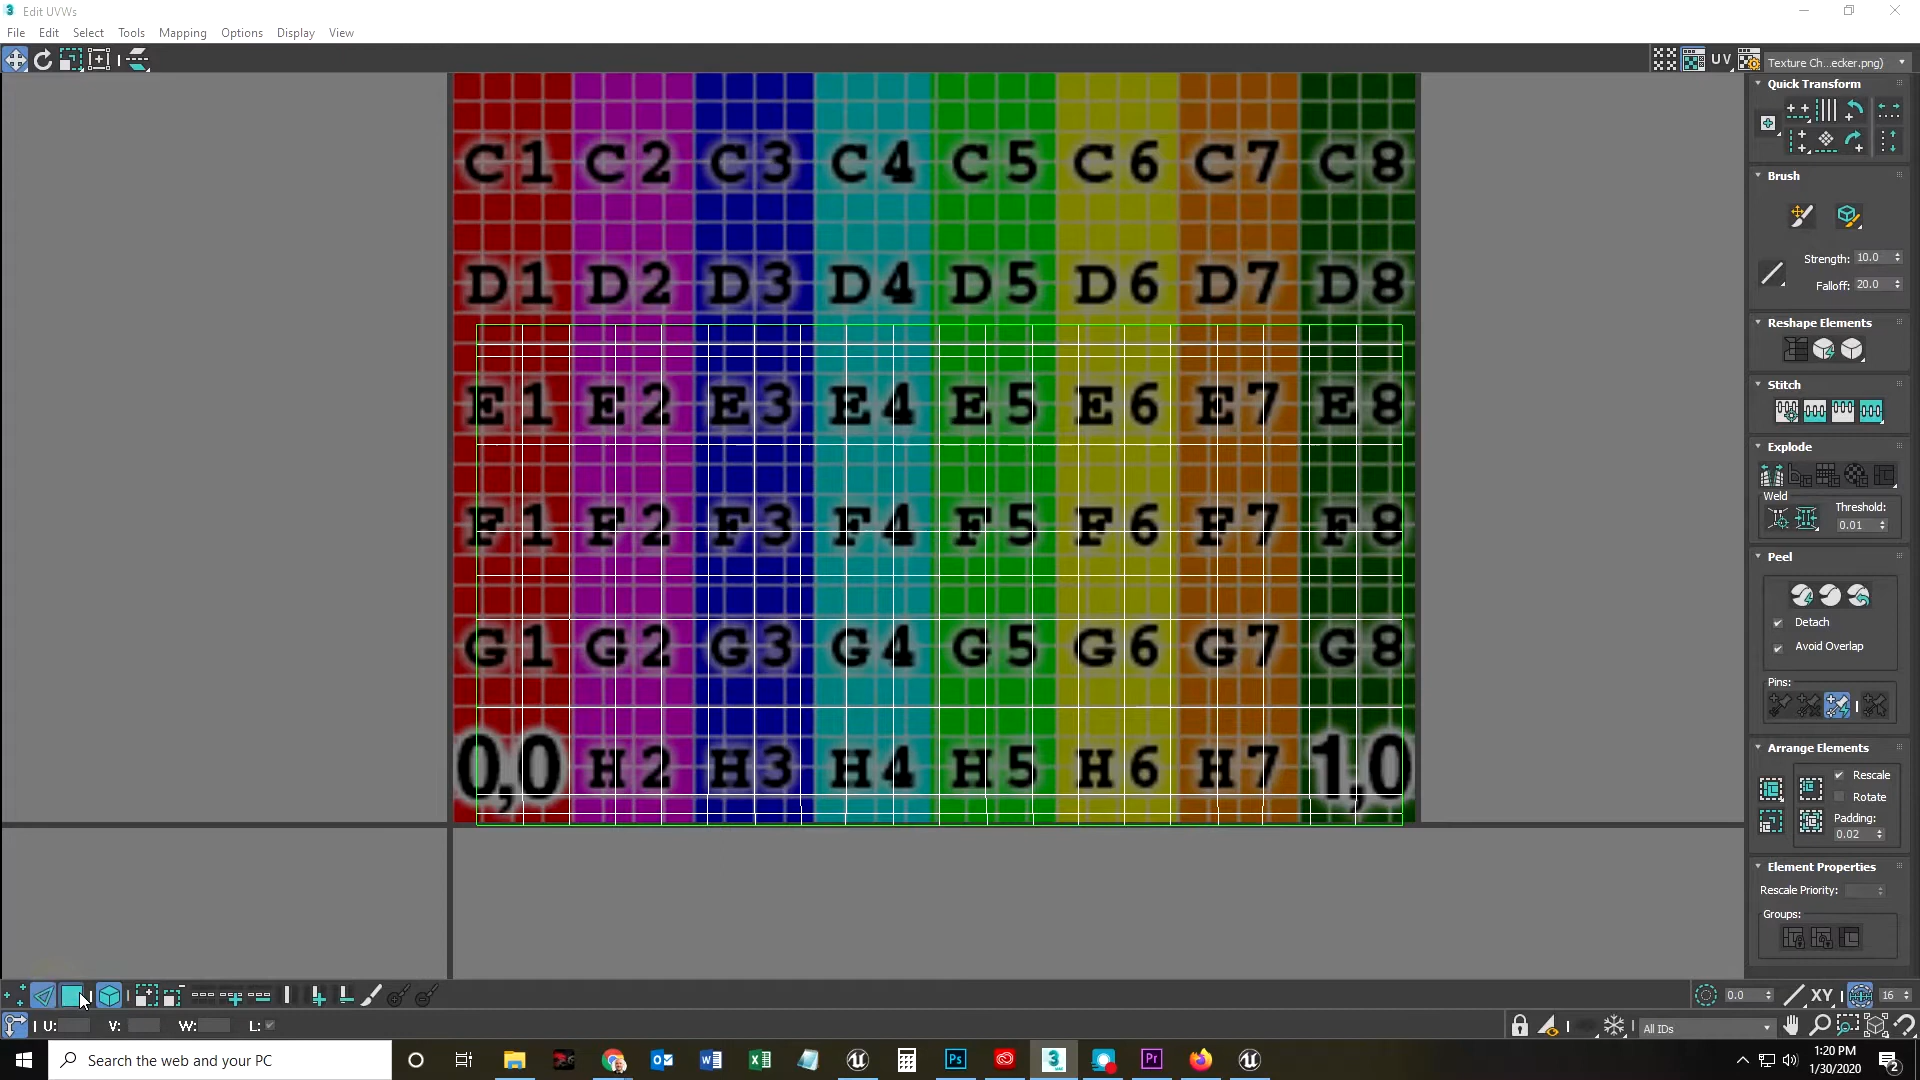 Edit UVWs
File Edit Select Tools Mapping Options Display View
UV Texture Ch...ecker.png)
Quick Transform
C1 C2 C3 C4 C5 C6 C7 C8
Brush
Strength: 10.0
Falloff: 20.0
D1 D2 D3 D4 D5 D6 D7 D8
Reshape Elements
Stitch
E1 E2 E3 E4 E5 E6 E7 E8
Explode
Weld
Threshold:
0.01
F1 F2 F3 F4 F5 F6 F7 F8
Peel
Detach
Avoid Overlap
G1 G2 G3 G4 G5 G6 G7 G8
Pins:
Arrange Elements
0,0 H2 H3 H4 H5 H6 H7 1,0
Rescale
Rotate
Padding:
0.02
Element Properties
Rescale Priority:
Groups:
0.0 XY 16
U: V: W: L: All IDs
Search the web and your PC
1:20 PM
1/30/2020
2